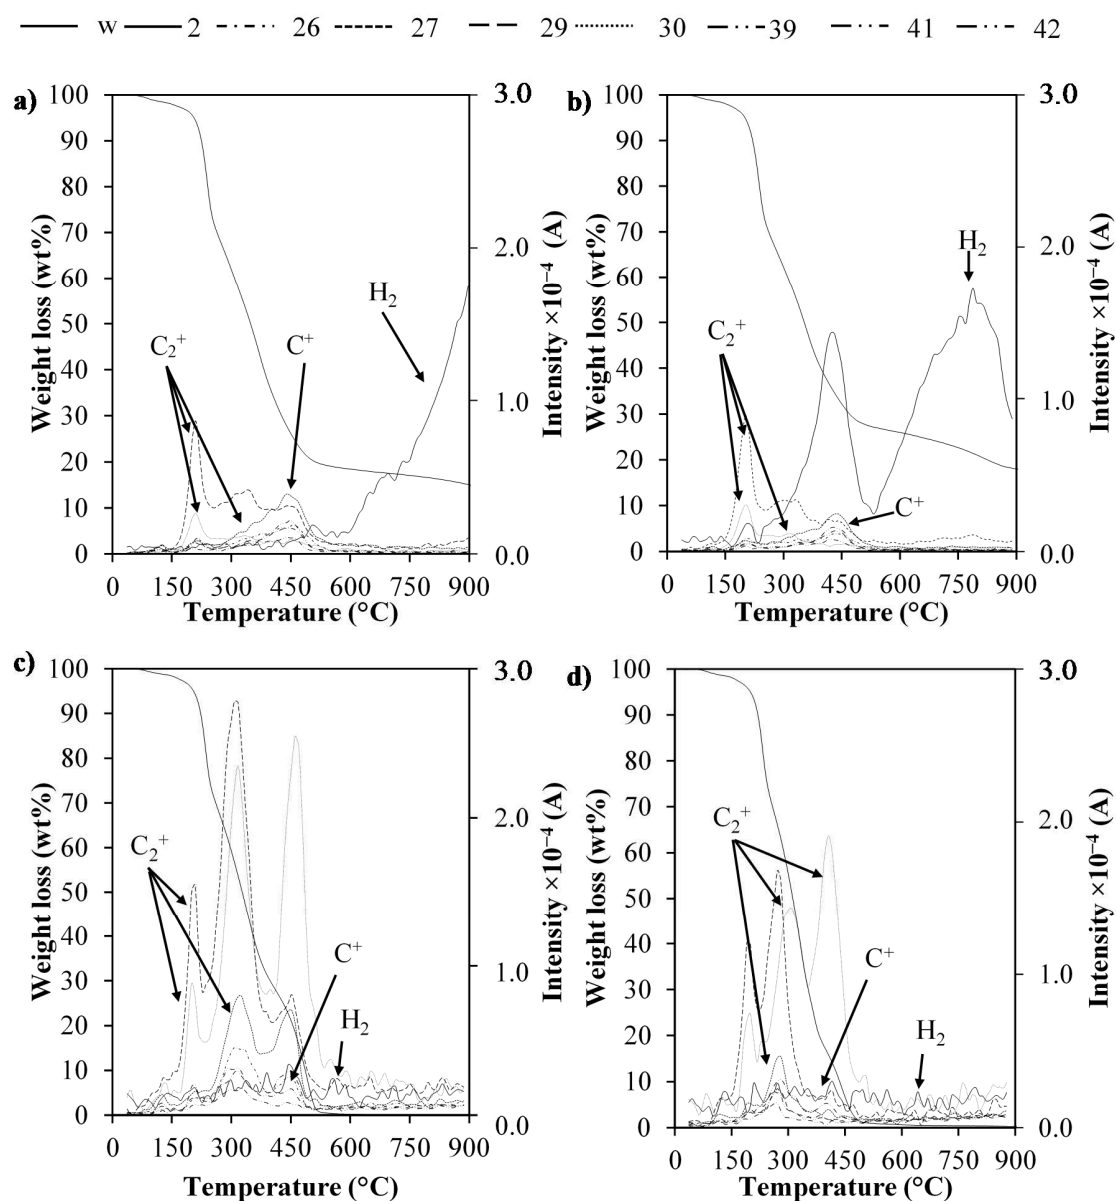 w 2 26 27 29 30 39 41 42
a)
100
90
80
70
60
50
40
30
20
10
0
Weight loss (wt%)
3.0
2.0
1.0
0.0
Intensity ×10⁻⁴ (A)
C₂⁺
C⁺
H₂
0 150 300 450 600 750 900
Temperature (°C)
b)
100
90
80
70
60
50
40
30
20
10
0
Weight loss (wt%)
3.0
2.0
1.0
0.0
Intensity ×10⁻⁴ (A)
H₂
C₂⁺
C⁺
0 150 300 450 600 750 900
Temperature (°C)
c)
100
90
80
70
60
50
40
30
20
10
0
Weight loss (wt%)
3.0
2.0
1.0
0.0
Intensity ×10⁻⁴ (A)
C₂⁺
C⁺
H₂
0 150 300 450 600 750 900
Temperature (°C)
d)
100
90
80
70
60
50
40
30
20
10
0
Weight loss (wt%)
3.0
2.0
1.0
0.0
Intensity ×10⁻⁴ (A)
C₂⁺
C⁺
H₂
0 150 300 450 600 750 900
Temperature (°C)